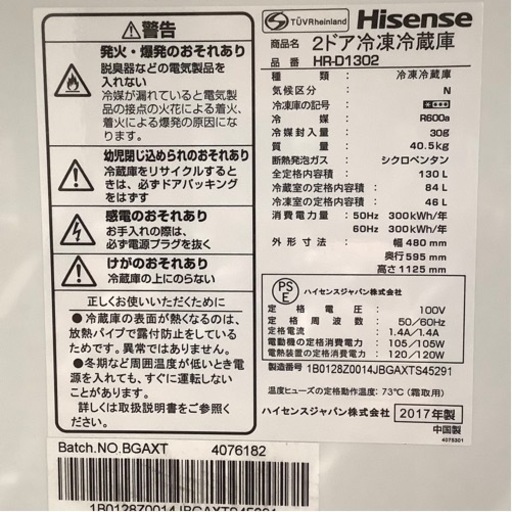 ⚠警告
発火・爆発のおそれあり
脱臭器などの電気製品を
入れない
冷媒が漏れていると電気製
品の接点の火花による着火、
着火による爆発の原因にな
ります
幼児閉じ込められのおそれあり
冷蔵庫をリサイクルすると
きは、必ずドアパッキング
をはずす
感電のおそれあり
お手入れの際は、
必ず電源プラグを抜く
けがのおそれあり
冷蔵庫の上にのらない
正しくお使いいただくために
●冷蔵庫の表面が熱くなるのは、
放熱パイプで露付防止をしている
ためです。異常ではありません。
●冬期など周囲温度が低いとき電
源を入れても、すぐに運転しない
ことがあります。
詳しくは取扱説明書をご参照
ください。
TÜVRheinland
Hisense
商品名 2ドア冷凍冷蔵庫
品番 HR-D1302
種類: 冷凍冷蔵庫
気候区分: N
冷凍庫の記号:
冷媒: R600a
冷媒封入量: 30g
質量: 40.5kg
断熱発泡ガス: シクロペンタン
全定格内容積: 130 L
冷蔵室の定格内容積: 84 L
冷凍室の定格内容積: 46 L
消費電力量: 50Hz 300kWh/年
60Hz 300kWh/年
外形寸法: 幅 480mm
奥行 595mm
高さ 1125mm
PSE ハイセンスジャパン株式会社
定格電圧: 100V
定格周波数: 50/60Hz
定格消費電流: 1.4A/1.4A
電動機の定格消費電力: 105/105W
電熱装置の定格消費電力: 120/120W
製造番号 1B0128Z0014JBGAXTS45291
温度ヒューズの定格動作温度: 73℃(霜取用)
ハイセンスジャパン株式会社 2017年製
中国製
4075301
Batch.NO.BGAXT 4076182
1B0128Z0014JBGAXTS45291